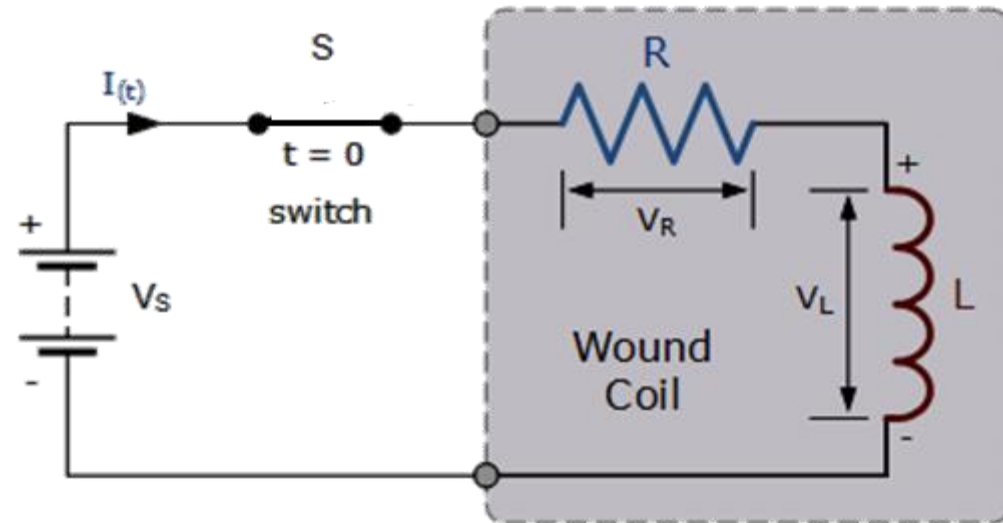 S
I(t)
t = 0
switch
+
Vs
-
R
VR
+
VL
L
-
Wound
Coil